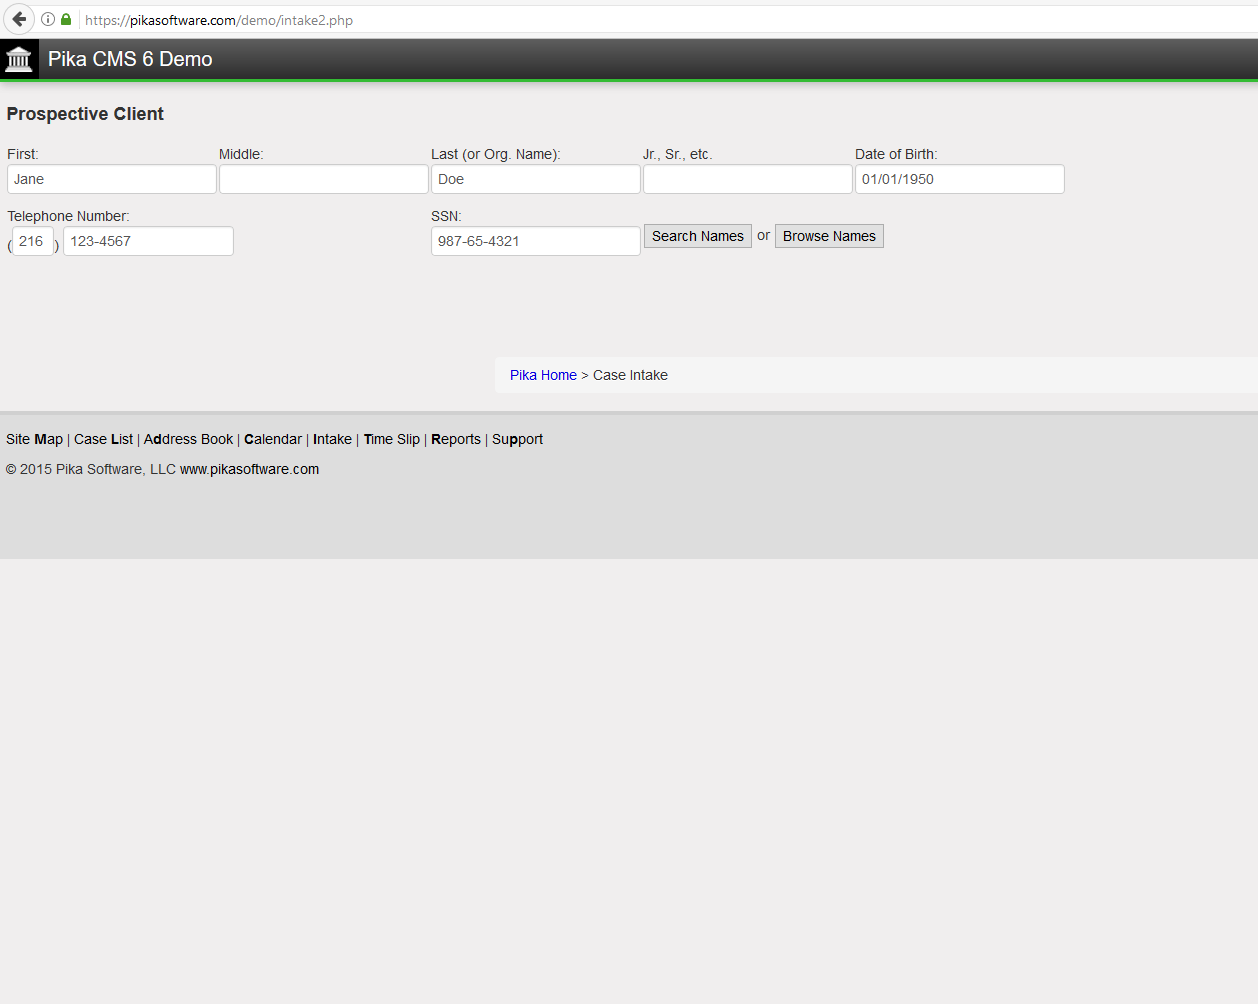 https://pikasoftware.com/demo/intake2.php
Pika CMS 6 Demo
Prospective Client
First: Middle: Last (or Org. Name): Jr., Sr., etc. Date of Birth:
Jane Doe 01/01/1950
Telephone Number: SSN:
(216) 123-4567 987-65-4321 Search Names or Browse Names
Pika Home > Case Intake
Site Map | Case List | Address Book | Calendar | Intake | Time Slip | Reports | Support
© 2015 Pika Software, LLC www.pikasoftware.com